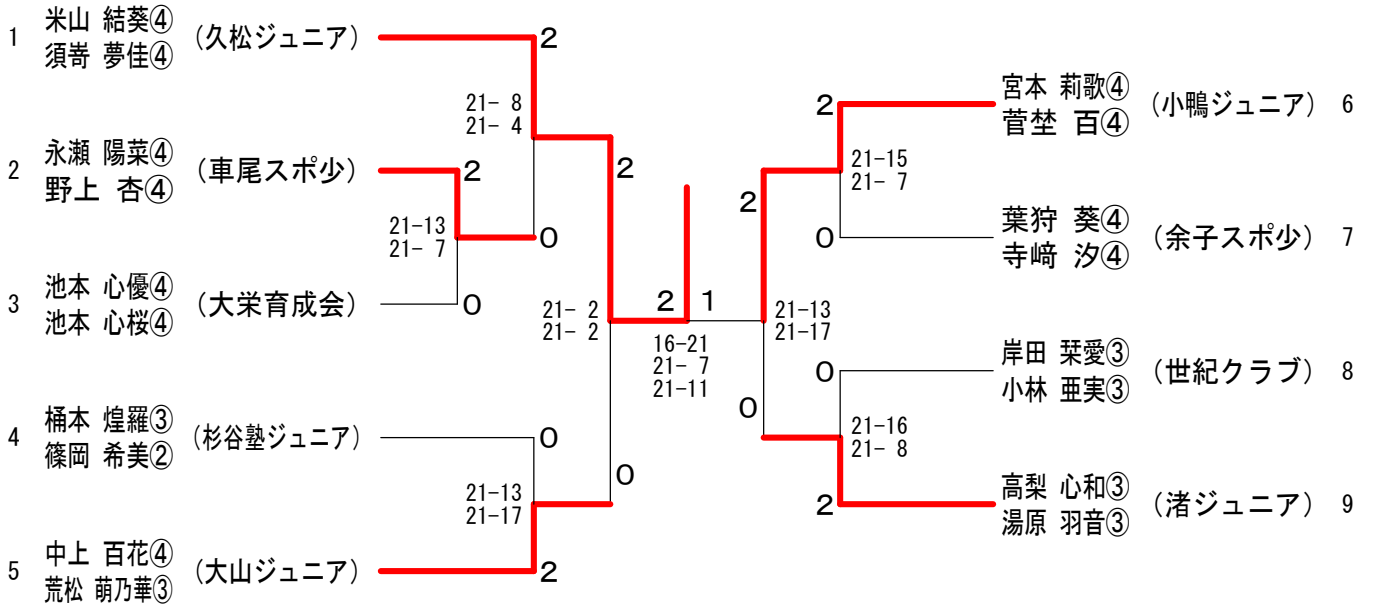 1 米山 結葵④ (久松ジュニア) 2
須嵜 夢佳④
21- 8
21- 4
2 永瀬 陽菜④ (車尾スポ少) 2
野上 杏④
21-13
21- 7
0
3 池本 心優④ (大栄育成会) 0
池本 心桜④
2
21- 2
21- 2
4 桶本 煌羅③ (杉谷塾ジュニア) 0
篠岡 希美②
21-13
21-17
0
5 中上 百花④ (大山ジュニア) 2
荒松 萌乃華③
2 1
16-21
21- 7
21-11
2 宮本 莉歌④ (小鴨ジュニア) 6
菅埜 百④
21-15
21- 7
2
0 葉狩 葵④ (余子スポ少) 7
寺﨑 汐④
21-13
21-17
0 岸田 栞愛③ (世紀クラブ) 8
小林 亜実③
0
21-16
21- 8
2 高梨 心和③ (渚ジュニア) 9
湯原 羽音③